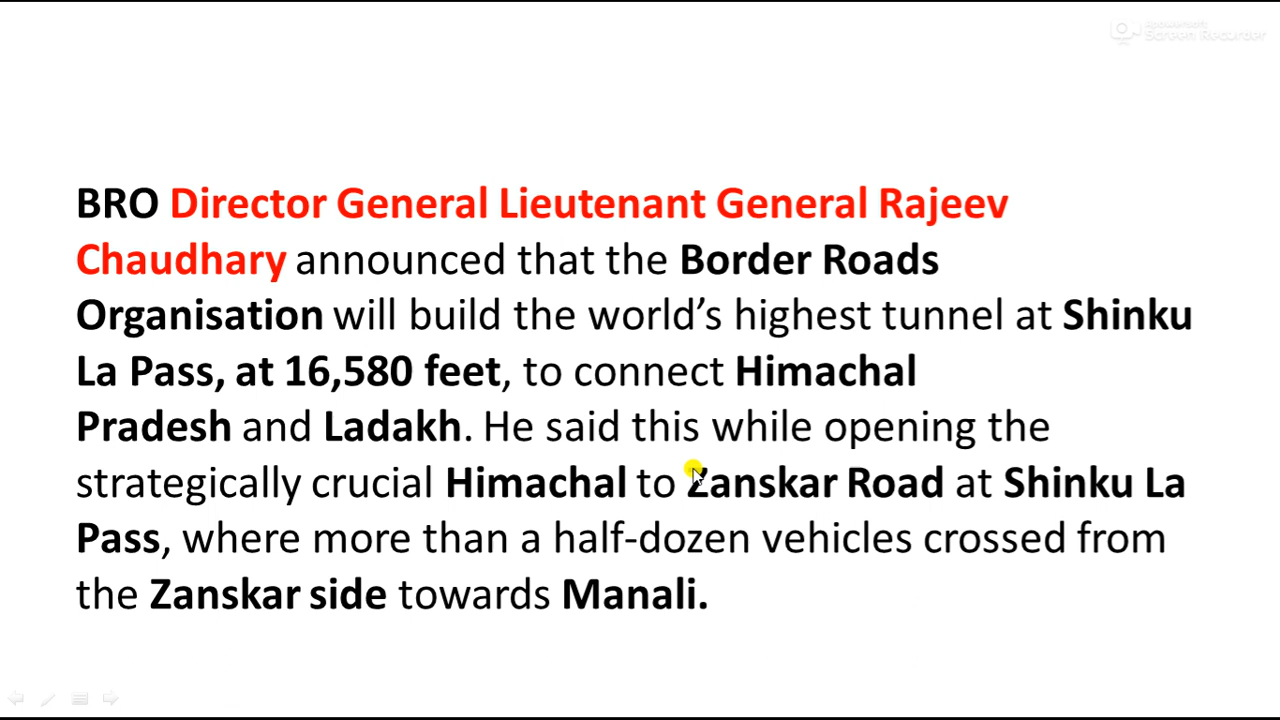 Apowersoft
Screen Recorder
BRO Director General Lieutenant General Rajeev
Chaudhary announced that the Border Roads
Organisation will build the world’s highest tunnel at Shinku
La Pass, at 16,580 feet, to connect Himachal
Pradesh and Ladakh. He said this while opening the
strategically crucial Himachal to Zanskar Road at Shinku La
Pass, where more than a half-dozen vehicles crossed from
the Zanskar side towards Manali.